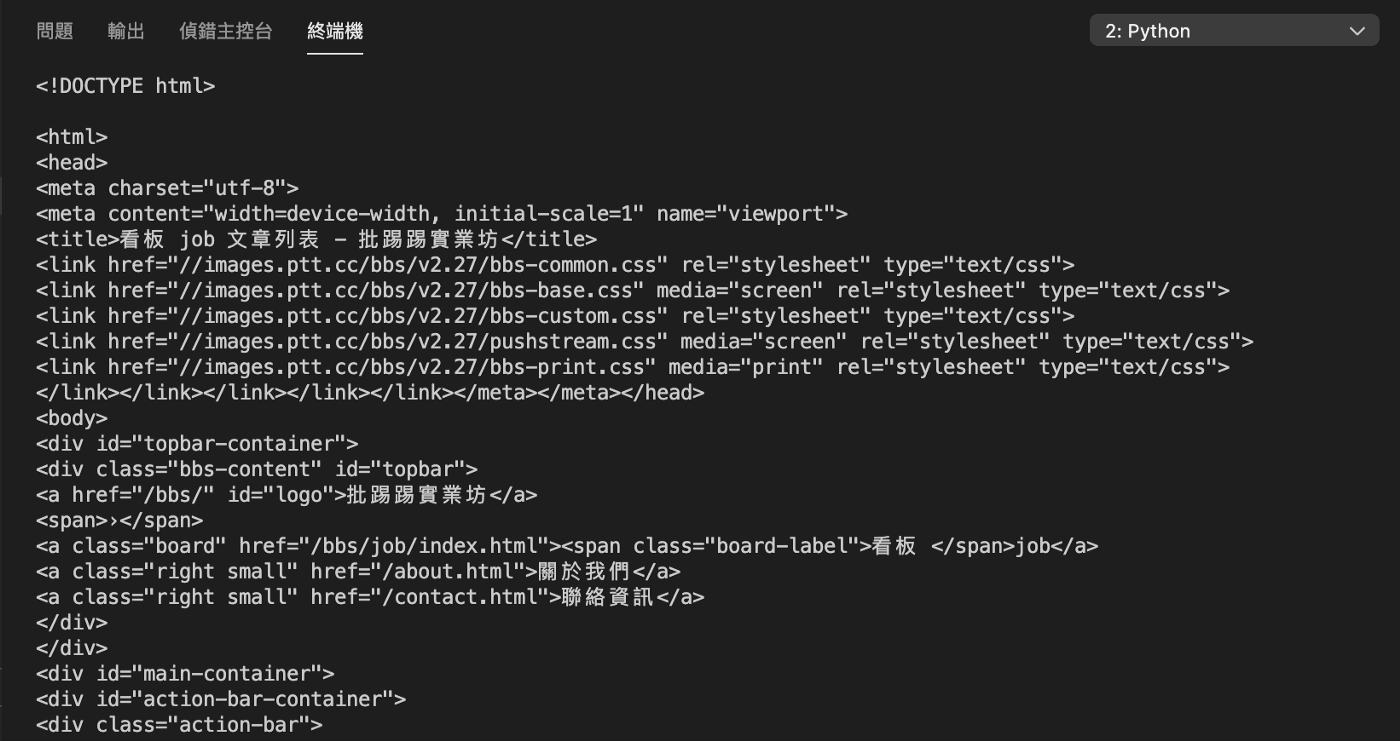 問題 輸出 偵錯主控台 終端機 2: Python
<!DOCTYPE html>
<html>
<head>
<meta charset="utf-8">
<meta content="width=device-width, initial-scale=1" name="viewport">
<title>看板 job 文章列表 - 批踢踢實業坊</title>
<link href="//images.ptt.cc/bbs/v2.27/bbs-common.css" rel="stylesheet" type="text/css">
<link href="//images.ptt.cc/bbs/v2.27/bbs-base.css" media="screen" rel="stylesheet" type="text/css">
<link href="//images.ptt.cc/bbs/v2.27/bbs-custom.css" rel="stylesheet" type="text/css">
<link href="//images.ptt.cc/bbs/v2.27/pushstream.css" media="screen" rel="stylesheet" type="text/css">
<link href="//images.ptt.cc/bbs/v2.27/bbs-print.css" media="print" rel="stylesheet" type="text/css">
</link></link></link></link></link></meta></meta></head>
<body>
<div id="topbar-container">
<div class="bbs-content" id="topbar">
<a href="/bbs/" id="logo">批踢踢實業坊</a>
<span>›</span>
<a class="board" href="/bbs/job/index.html"><span class="board-label">看板 </span>job</a>
<a class="right small" href="/about.html">關於我們</a>
<a class="right small" href="/contact.html">聯絡資訊</a>
</div>
</div>
<div id="main-container">
<div id="action-bar-container">
<div class="action-bar">